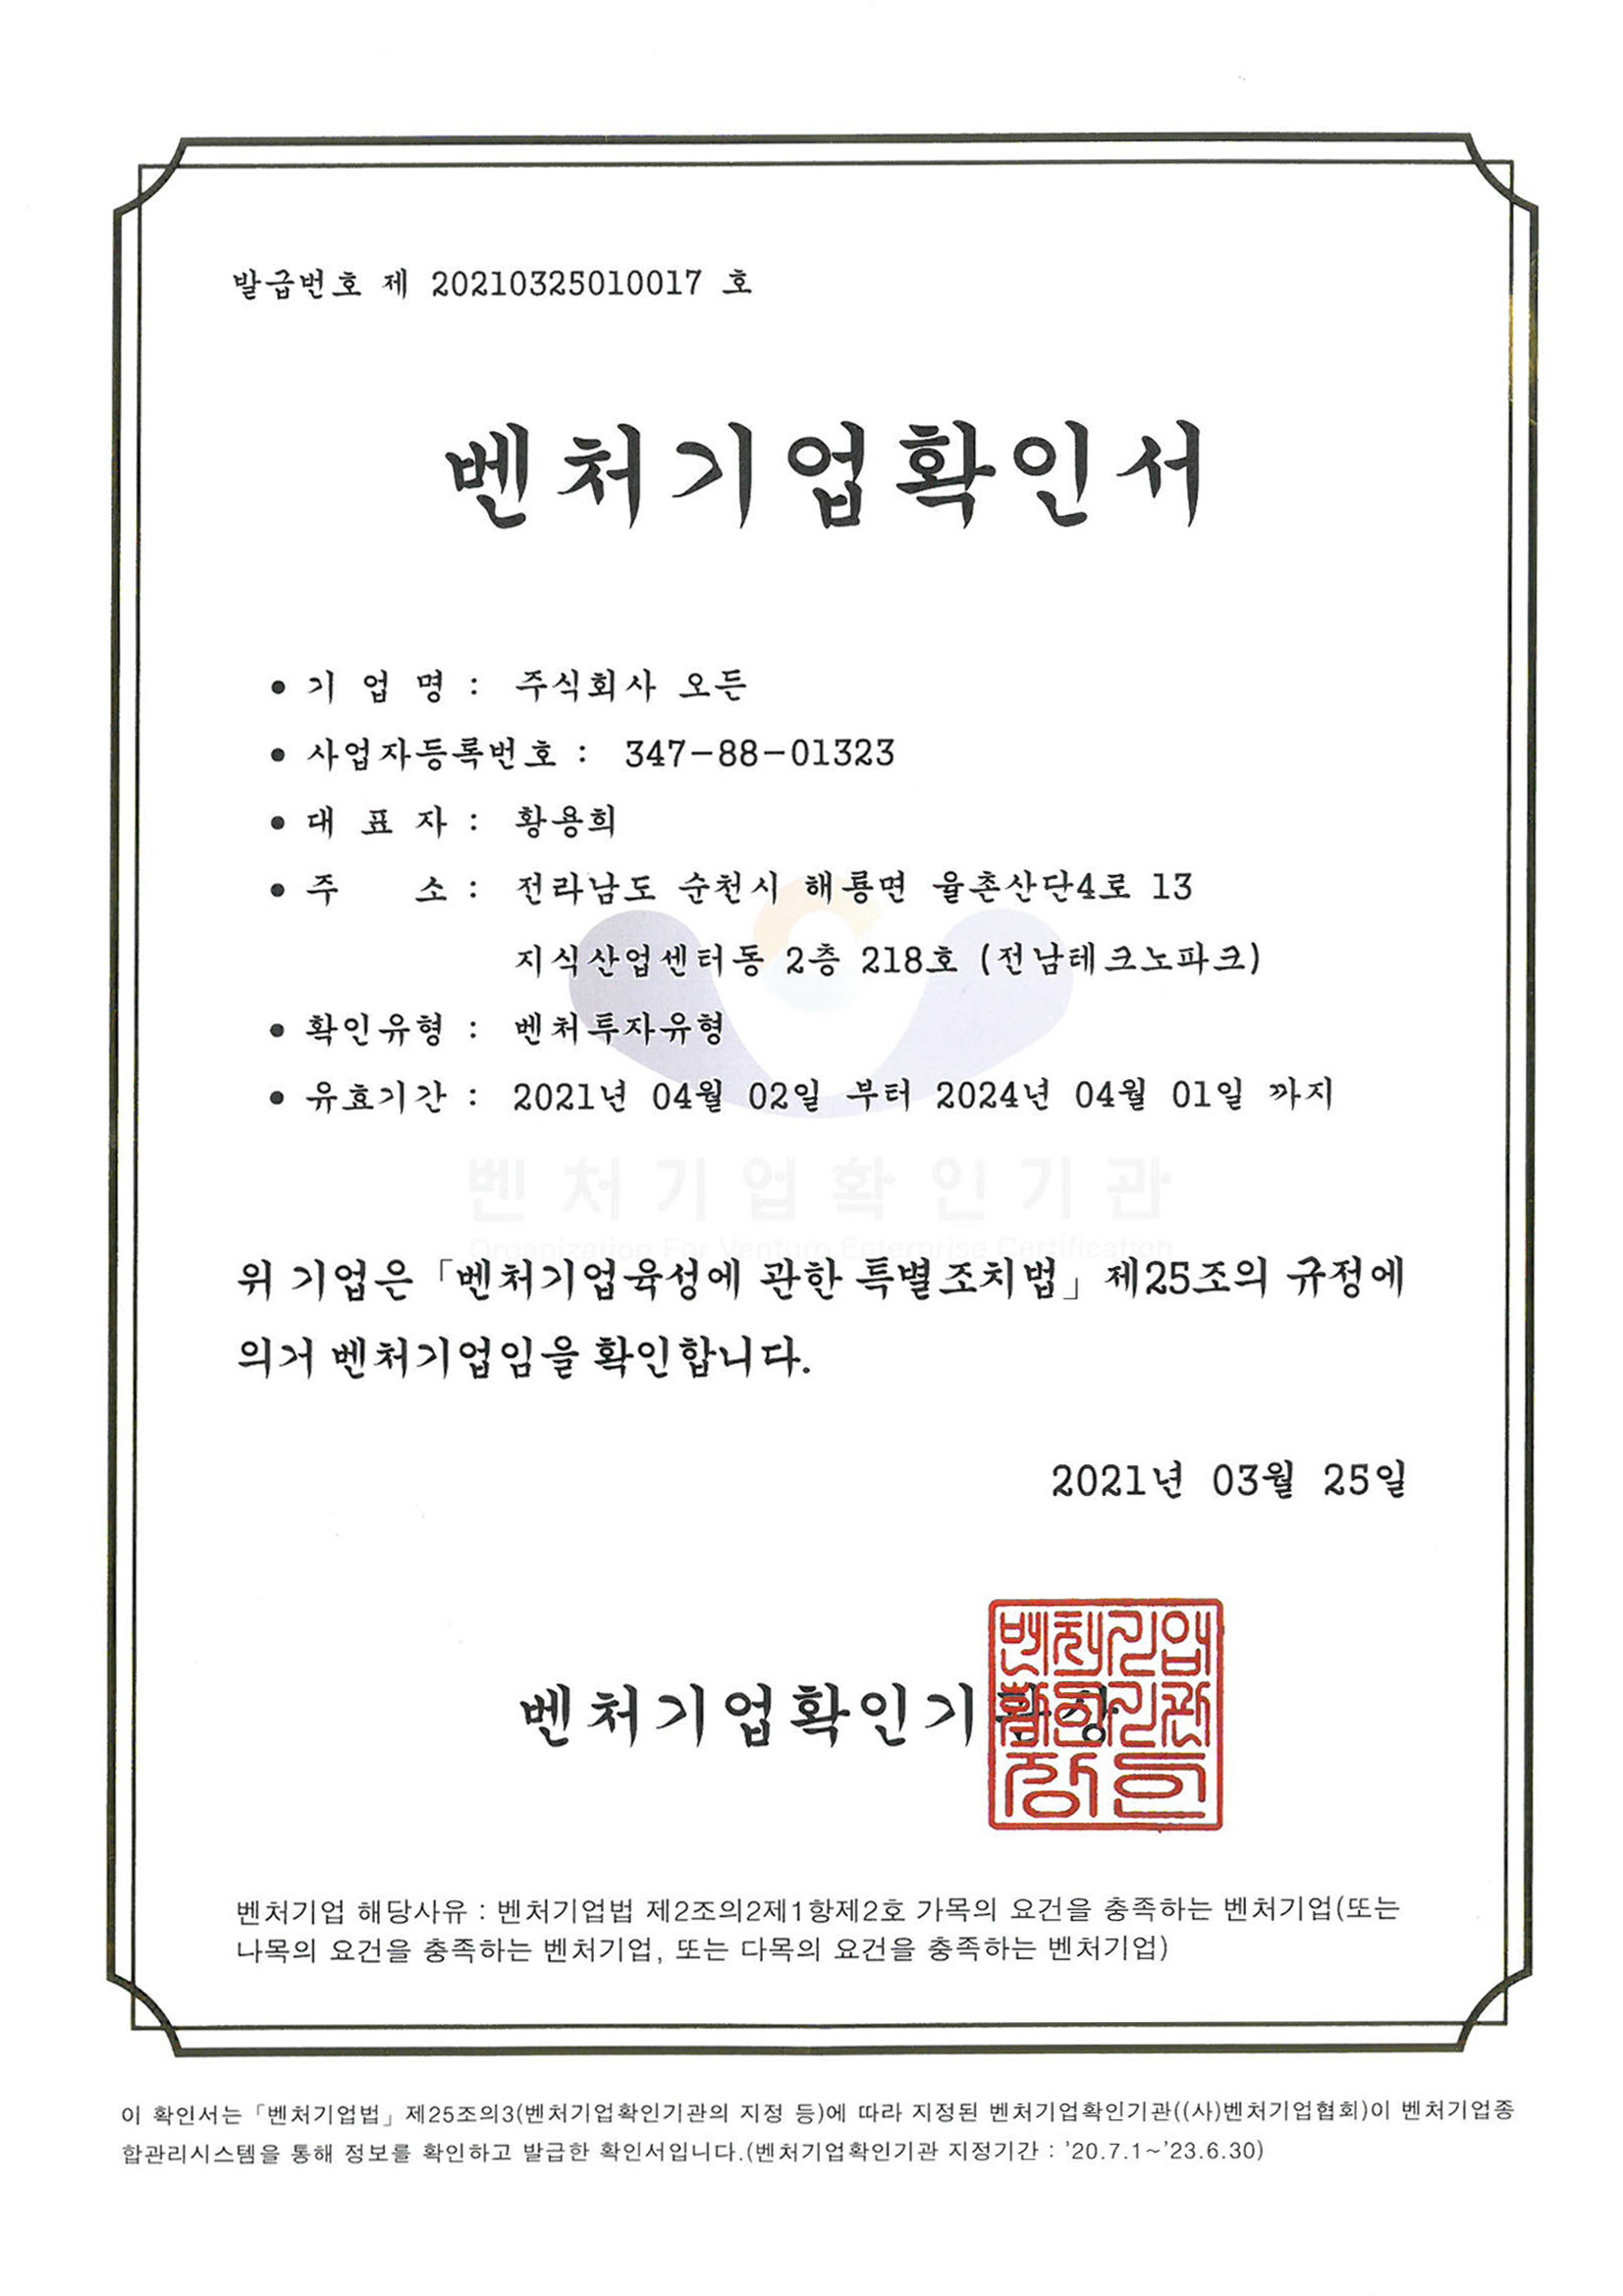 발급번호 제 20210325010017 호
벤처기업확인서
● 기 업 명 : 주식회사 오든
● 사업자등록번호 : 347-88-01323
● 대 표 자 : 황용희
● 주 소 : 전라남도 순천시 해룡면 율촌산단4로 13
지식산업센터동 2층 218호 (전남테크노파크)
● 확인유형 : 벤처투자유형
● 유효기간 : 2021년 04월 02일 부터 2024년 04월 01일 까지
벤처기업확인기관
Organization For Venture Enterprise Certification
위 기업은 「벤처기업육성에 관한 특별조치법」 제25조의 규정에
의거 벤처기업임을 확인합니다.
2021년 03월 25일
벤처기업확인기관장
벤처기업
확인기관
장의인
벤처기업 해당사유 : 벤처기업법 제2조의2제1항제2호 가목의 요건을 충족하는 벤처기업(또는
나목의 요건을 충족하는 벤처기업, 또는 다목의 요건을 충족하는 벤처기업)
이 확인서는 「벤처기업법」 제25조의3(벤처기업확인기관의 지정 등)에 따라 지정된 벤처기업확인기관((사)벤처기업협회)이 벤처기업종
합관리시스템을 통해 정보를 확인하고 발급한 확인서입니다.(벤처기업확인기관 지정기간 : '20.7.1~'23.6.30)